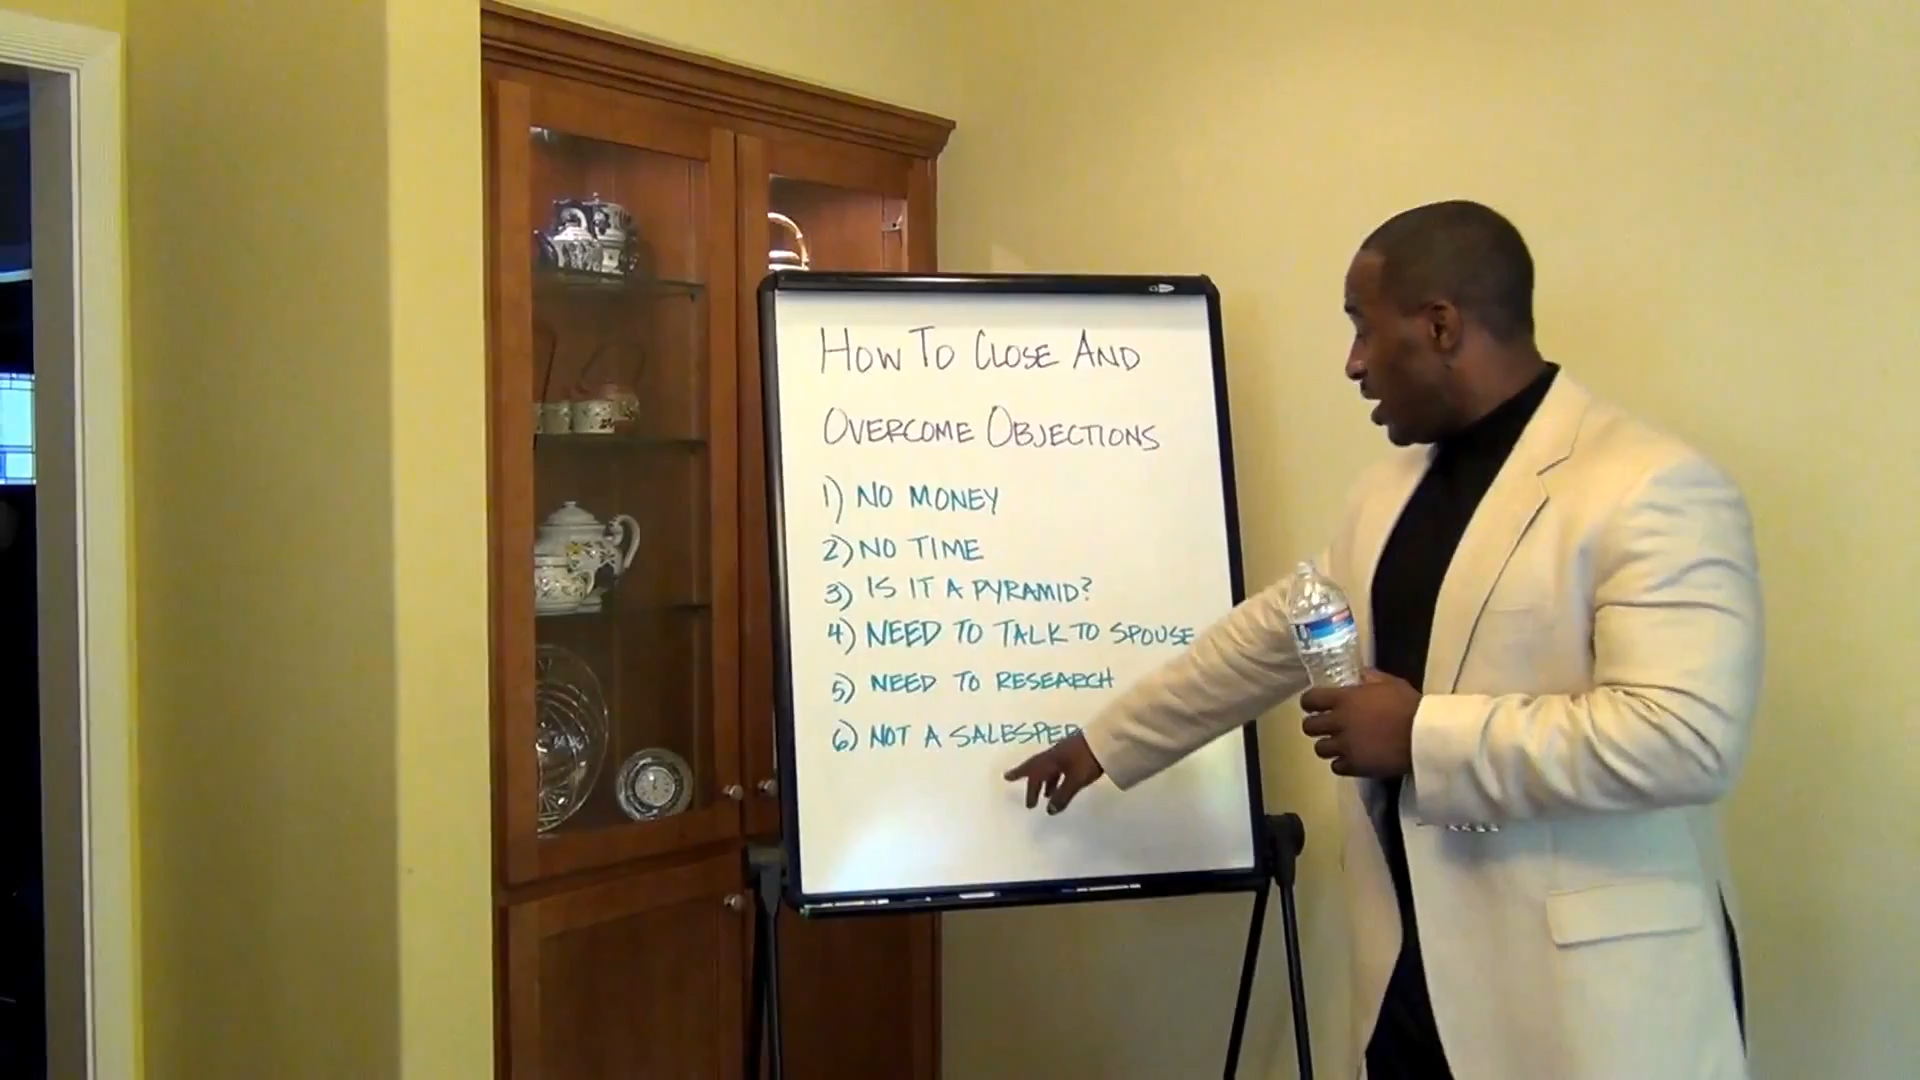 HOW TO CLOSE AND
OVERCOME OBJECTIONS
1) NO MONEY
2) NO TIME
3) IS IT A PYRAMID?
4) NEED TO TALK TO SPOUSE
5) NEED TO RESEARCH
6) NOT A SALESPER